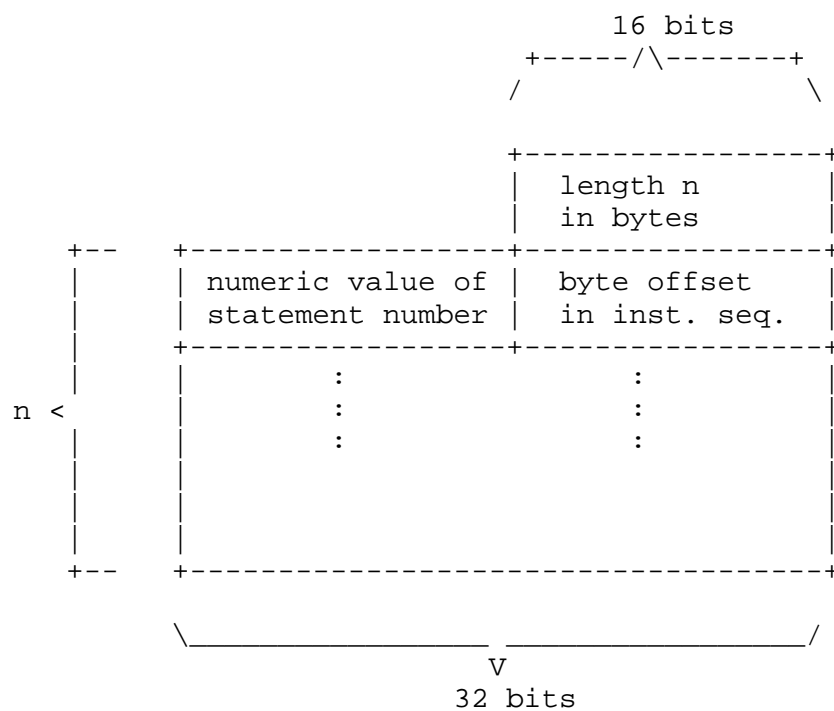 16 bits
length n
in bytes
numeric value of byte offset
statement number in inst. seq.
: :
: :
n <
: :
V
32 bits